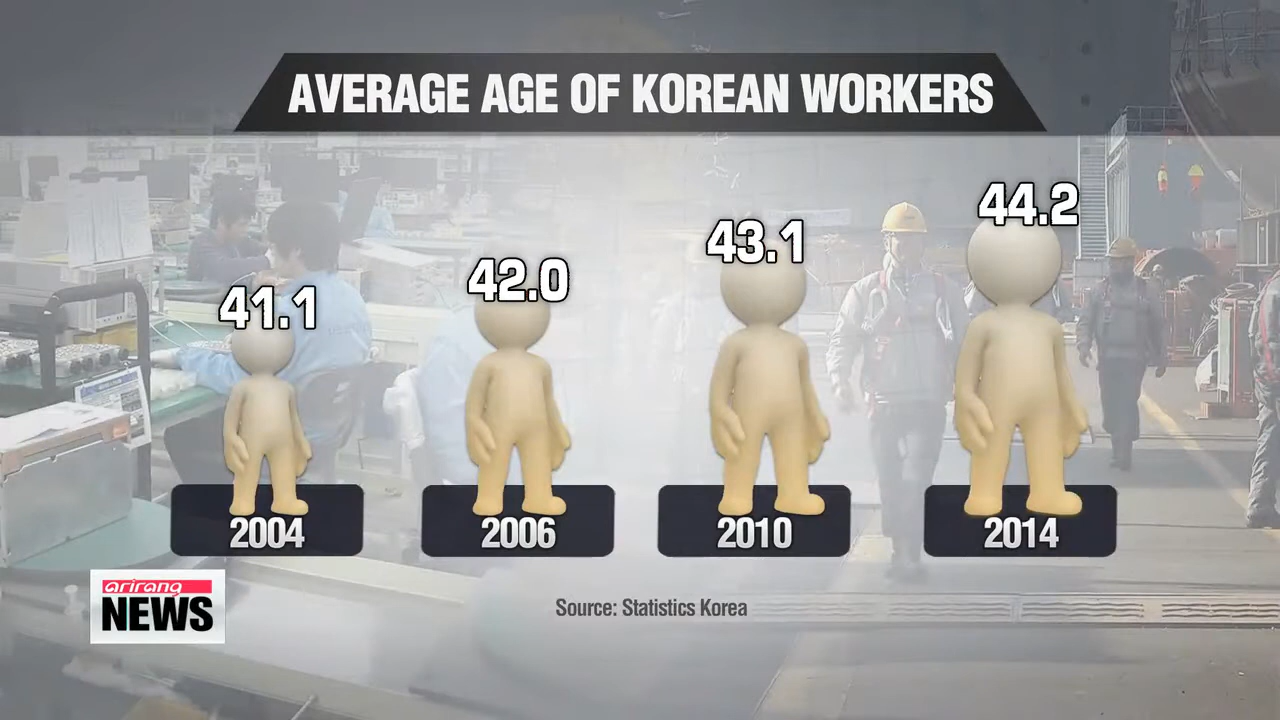 AVERAGE AGE OF KOREAN WORKERS
41.1
42.0
43.1
44.2
2004
2006
2010
2014
Source: Statistics Korea
arirang
NEWS